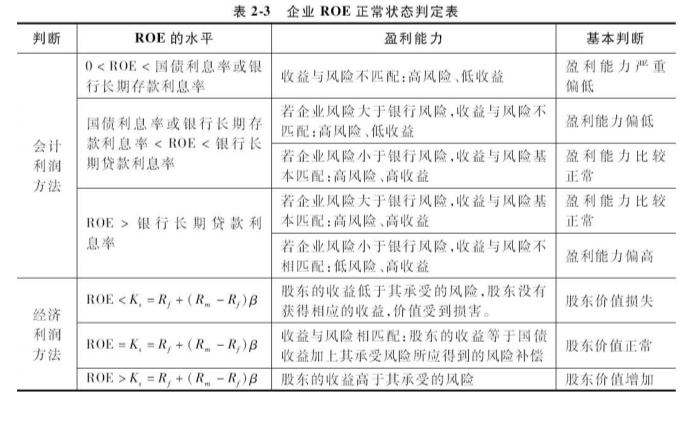 表 2-3 企业 ROE 正常状态判定表
判断 ROE 的水平 盈利能力 基本判断
会计
利润
方法
0 < ROE < 国债利息率或银
行长期存款利息率
收益与风险不匹配:高风险、低收益
盈利能力严重
偏低
国债利息率或银行长期存
款利息率 < ROE < 银行长
期贷款利息率
若企业风险大于银行风险,收益与风险不
匹配:高风险、低收益
盈利能力偏低
若企业风险小于银行风险,收益与风险基
本匹配:高风险、高收益
盈利能力比较
正常
ROE > 银行长期贷款利
息率
若企业风险大于银行风险,收益与风险基
本匹配:高风险、高收益
盈利能力比较
正常
若企业风险小于银行风险,收益与风险不
相匹配:低风险、高收益
盈利能力偏高
经济
利润
方法
ROE < Kₛ = R_f + (R_m − R_f)β
股东的收益低于其承受的风险,股东没有
获得相应的收益,价值受到损害。
股东价值损失
ROE = Kₛ = R_f + (R_m − R_f)β
收益与风险相匹配:股东的收益等于国债
收益加上其承受风险所应得到的风险补偿
股东价值正常
ROE > Kₛ = R_f + (R_m − R_f)β
股东的收益高于其承受的风险
股东价值增加